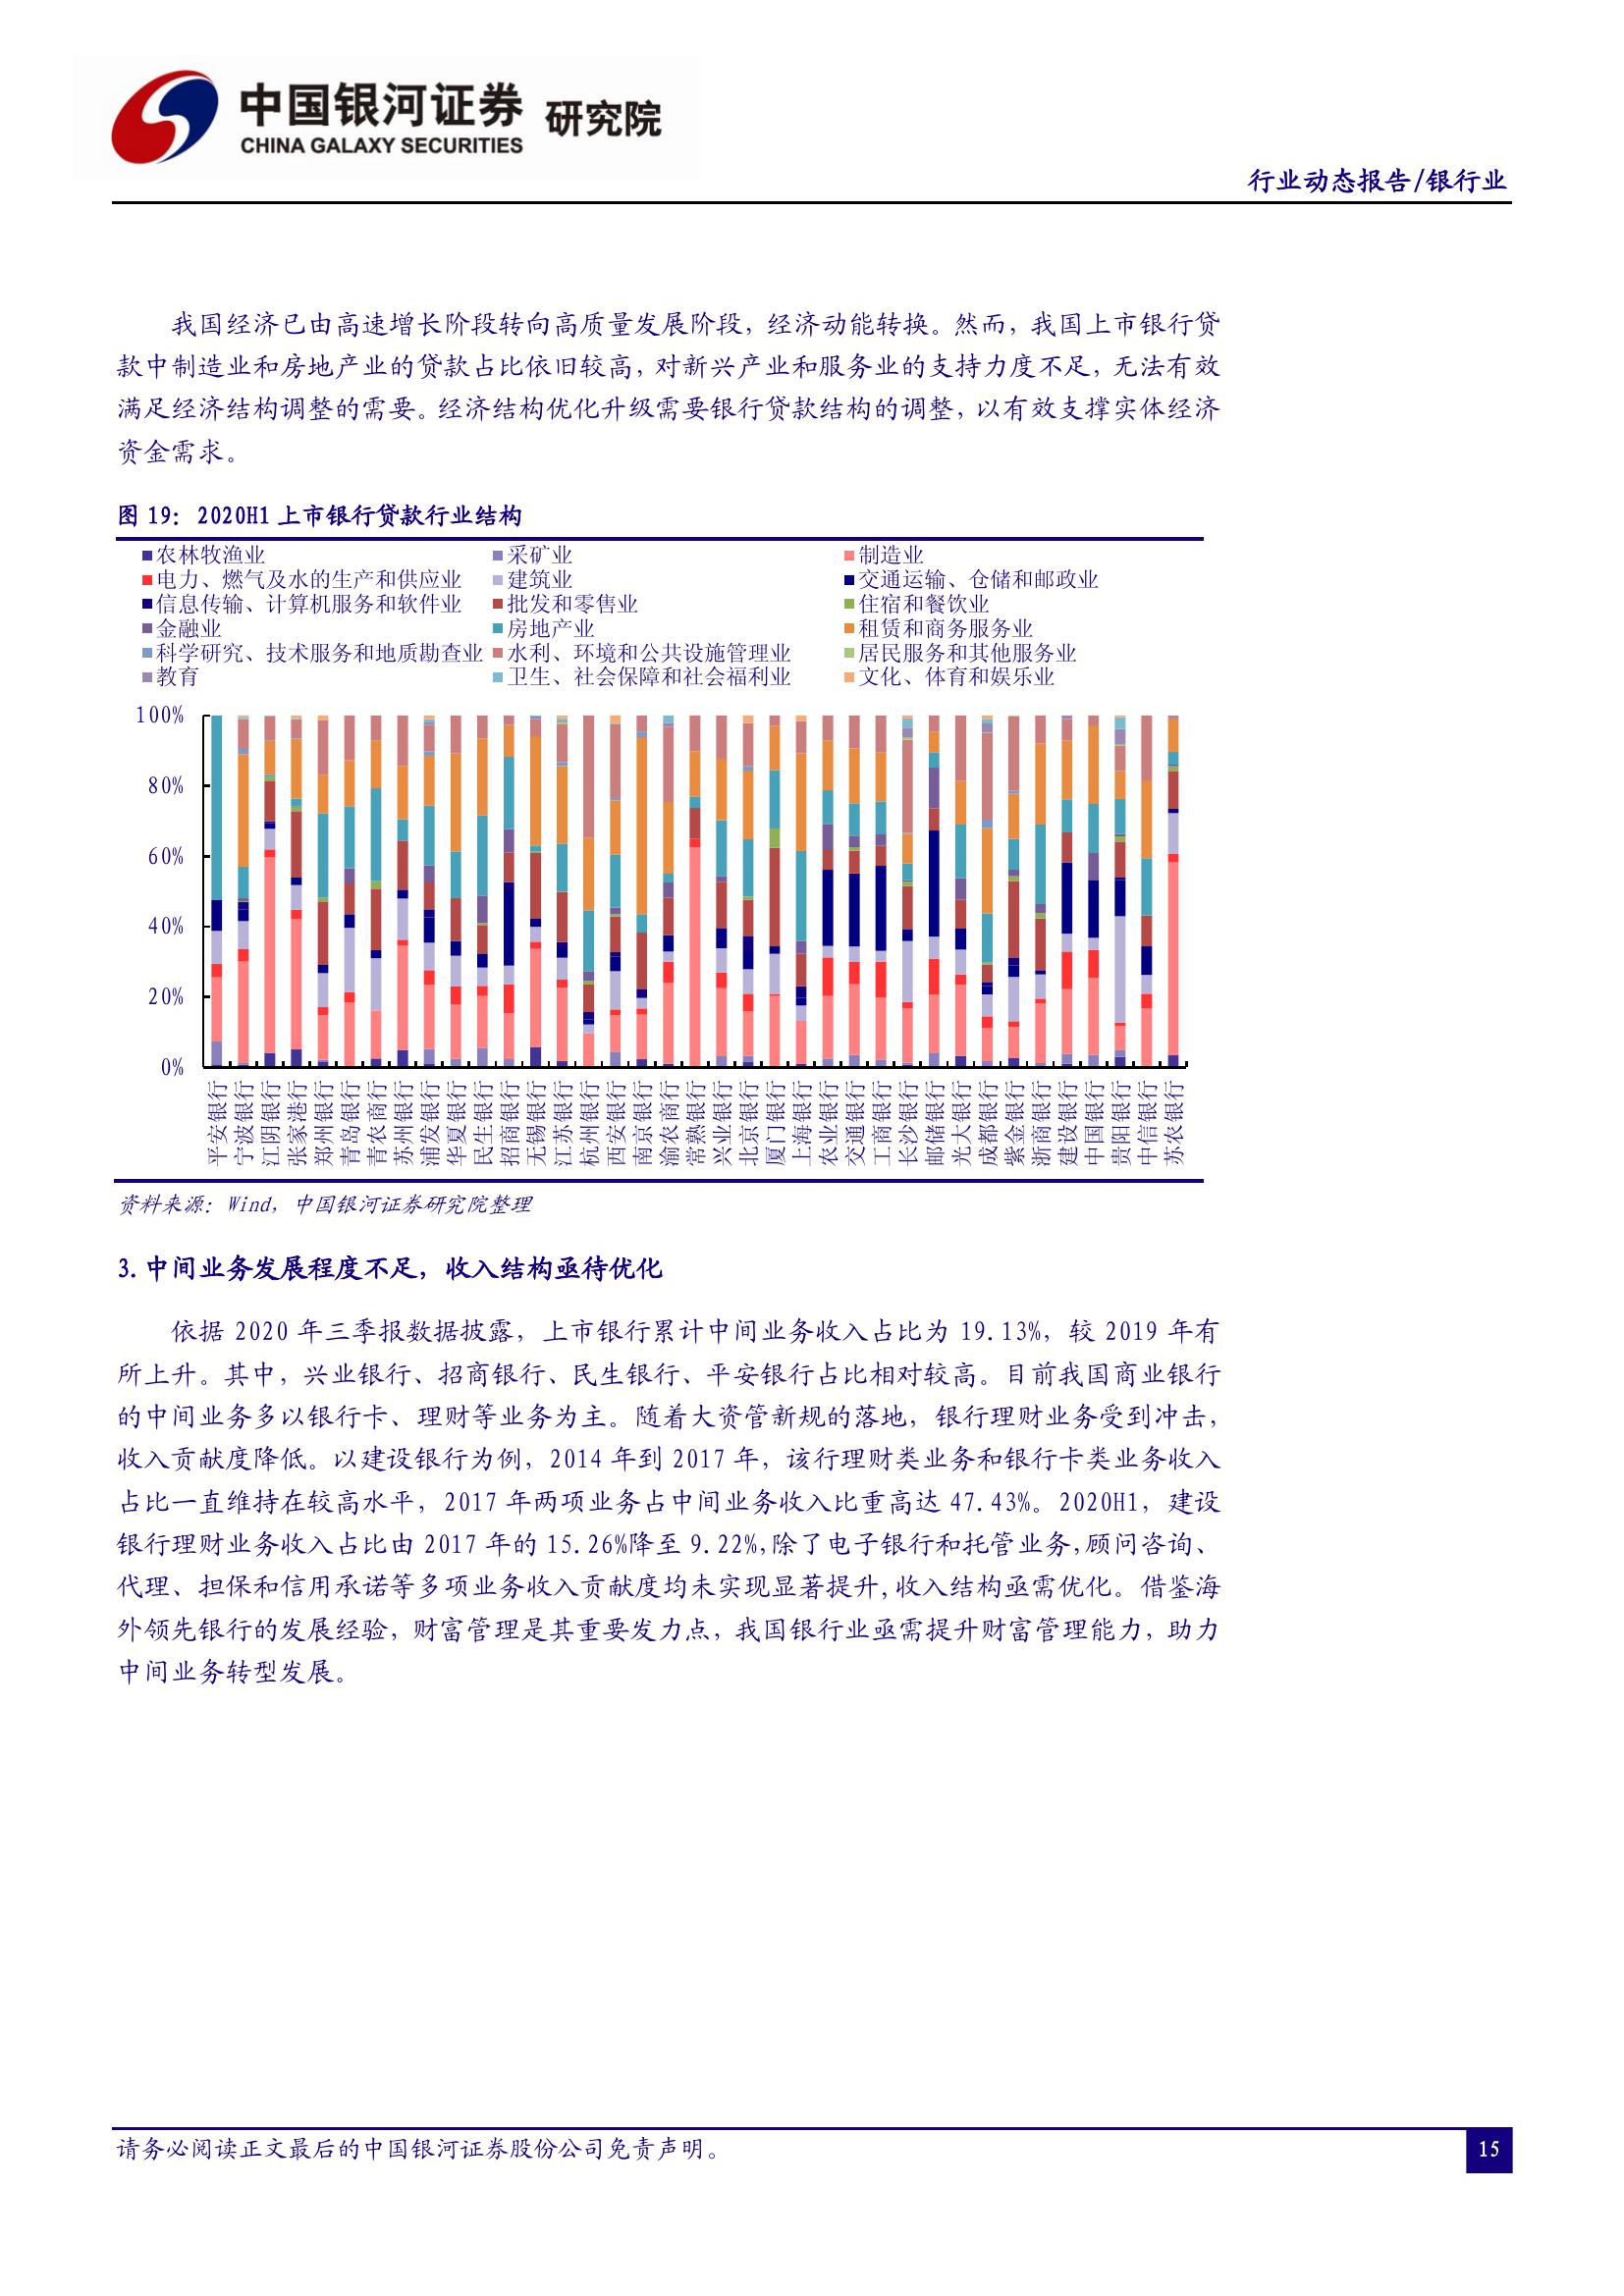 中国银河证券 研究院
CHINA GALAXY SECURITIES
行业动态报告/银行业
我国经济已由高速增长阶段转向高质量发展阶段，经济动能转换。然而，我国上市银行贷
款中制造业和房地产业的贷款占比依旧较高，对新兴产业和服务业的支持力度不足，无法有效
满足经济结构调整的需要。经济结构优化升级需要银行贷款结构的调整，以有效支撑实体经济
资金需求。
图 19：2020H1 上市银行贷款行业结构
农林牧渔业 采矿业 制造业
电力、燃气及水的生产和供应业 建筑业 交通运输、仓储和邮政业
信息传输、计算机服务和软件业 批发和零售业 住宿和餐饮业
金融业 房地产业 租赁和商务服务业
科学研究、技术服务和地质勘查业 水利、环境和公共设施管理业 居民服务和其他服务业
教育 卫生、社会保障和社会福利业 文化、体育和娱乐业
100%
80%
60%
40%
20%
0%
平安银行 宁波银行 江阴银行 张家港行 郑州银行 青岛银行 青农商行 苏州银行 浦发银行 华夏银行 民生银行 招商银行 无锡银行 江苏银行 杭州银行 西安银行 南京银行 渝农商行 常熟银行 兴业银行 北京银行 厦门银行 上海银行 农业银行 交通银行 工商银行 长沙银行 邮储银行 光大银行 成都银行 紫金银行 浙商银行 建设银行 中国银行 贵阳银行 中信银行 苏农银行
资料来源：Wind，中国银河证券研究院整理
3.中间业务发展程度不足，收入结构亟待优化
依据 2020 年三季报数据披露，上市银行累计中间业务收入占比为 19.13%，较 2019 年有
所上升。其中，兴业银行、招商银行、民生银行、平安银行占比相对较高。目前我国商业银行
的中间业务多以银行卡、理财等业务为主。随着大资管新规的落地，银行理财业务受到冲击，
收入贡献度降低。以建设银行为例，2014 年到 2017 年，该行理财类业务和银行卡类业务收入
占比一直维持在较高水平，2017 年两项业务占中间业务收入比重高达 47.43%。2020H1，建设
银行理财业务收入占比由 2017 年的 15.26%降至 9.22%,除了电子银行和托管业务,顾问咨询、
代理、担保和信用承诺等多项业务收入贡献度均未实现显著提升,收入结构亟需优化。借鉴海
外领先银行的发展经验，财富管理是其重要发力点，我国银行业亟需提升财富管理能力，助力
中间业务转型发展。
请务必阅读正文最后的中国银河证券股份公司免责声明。
15